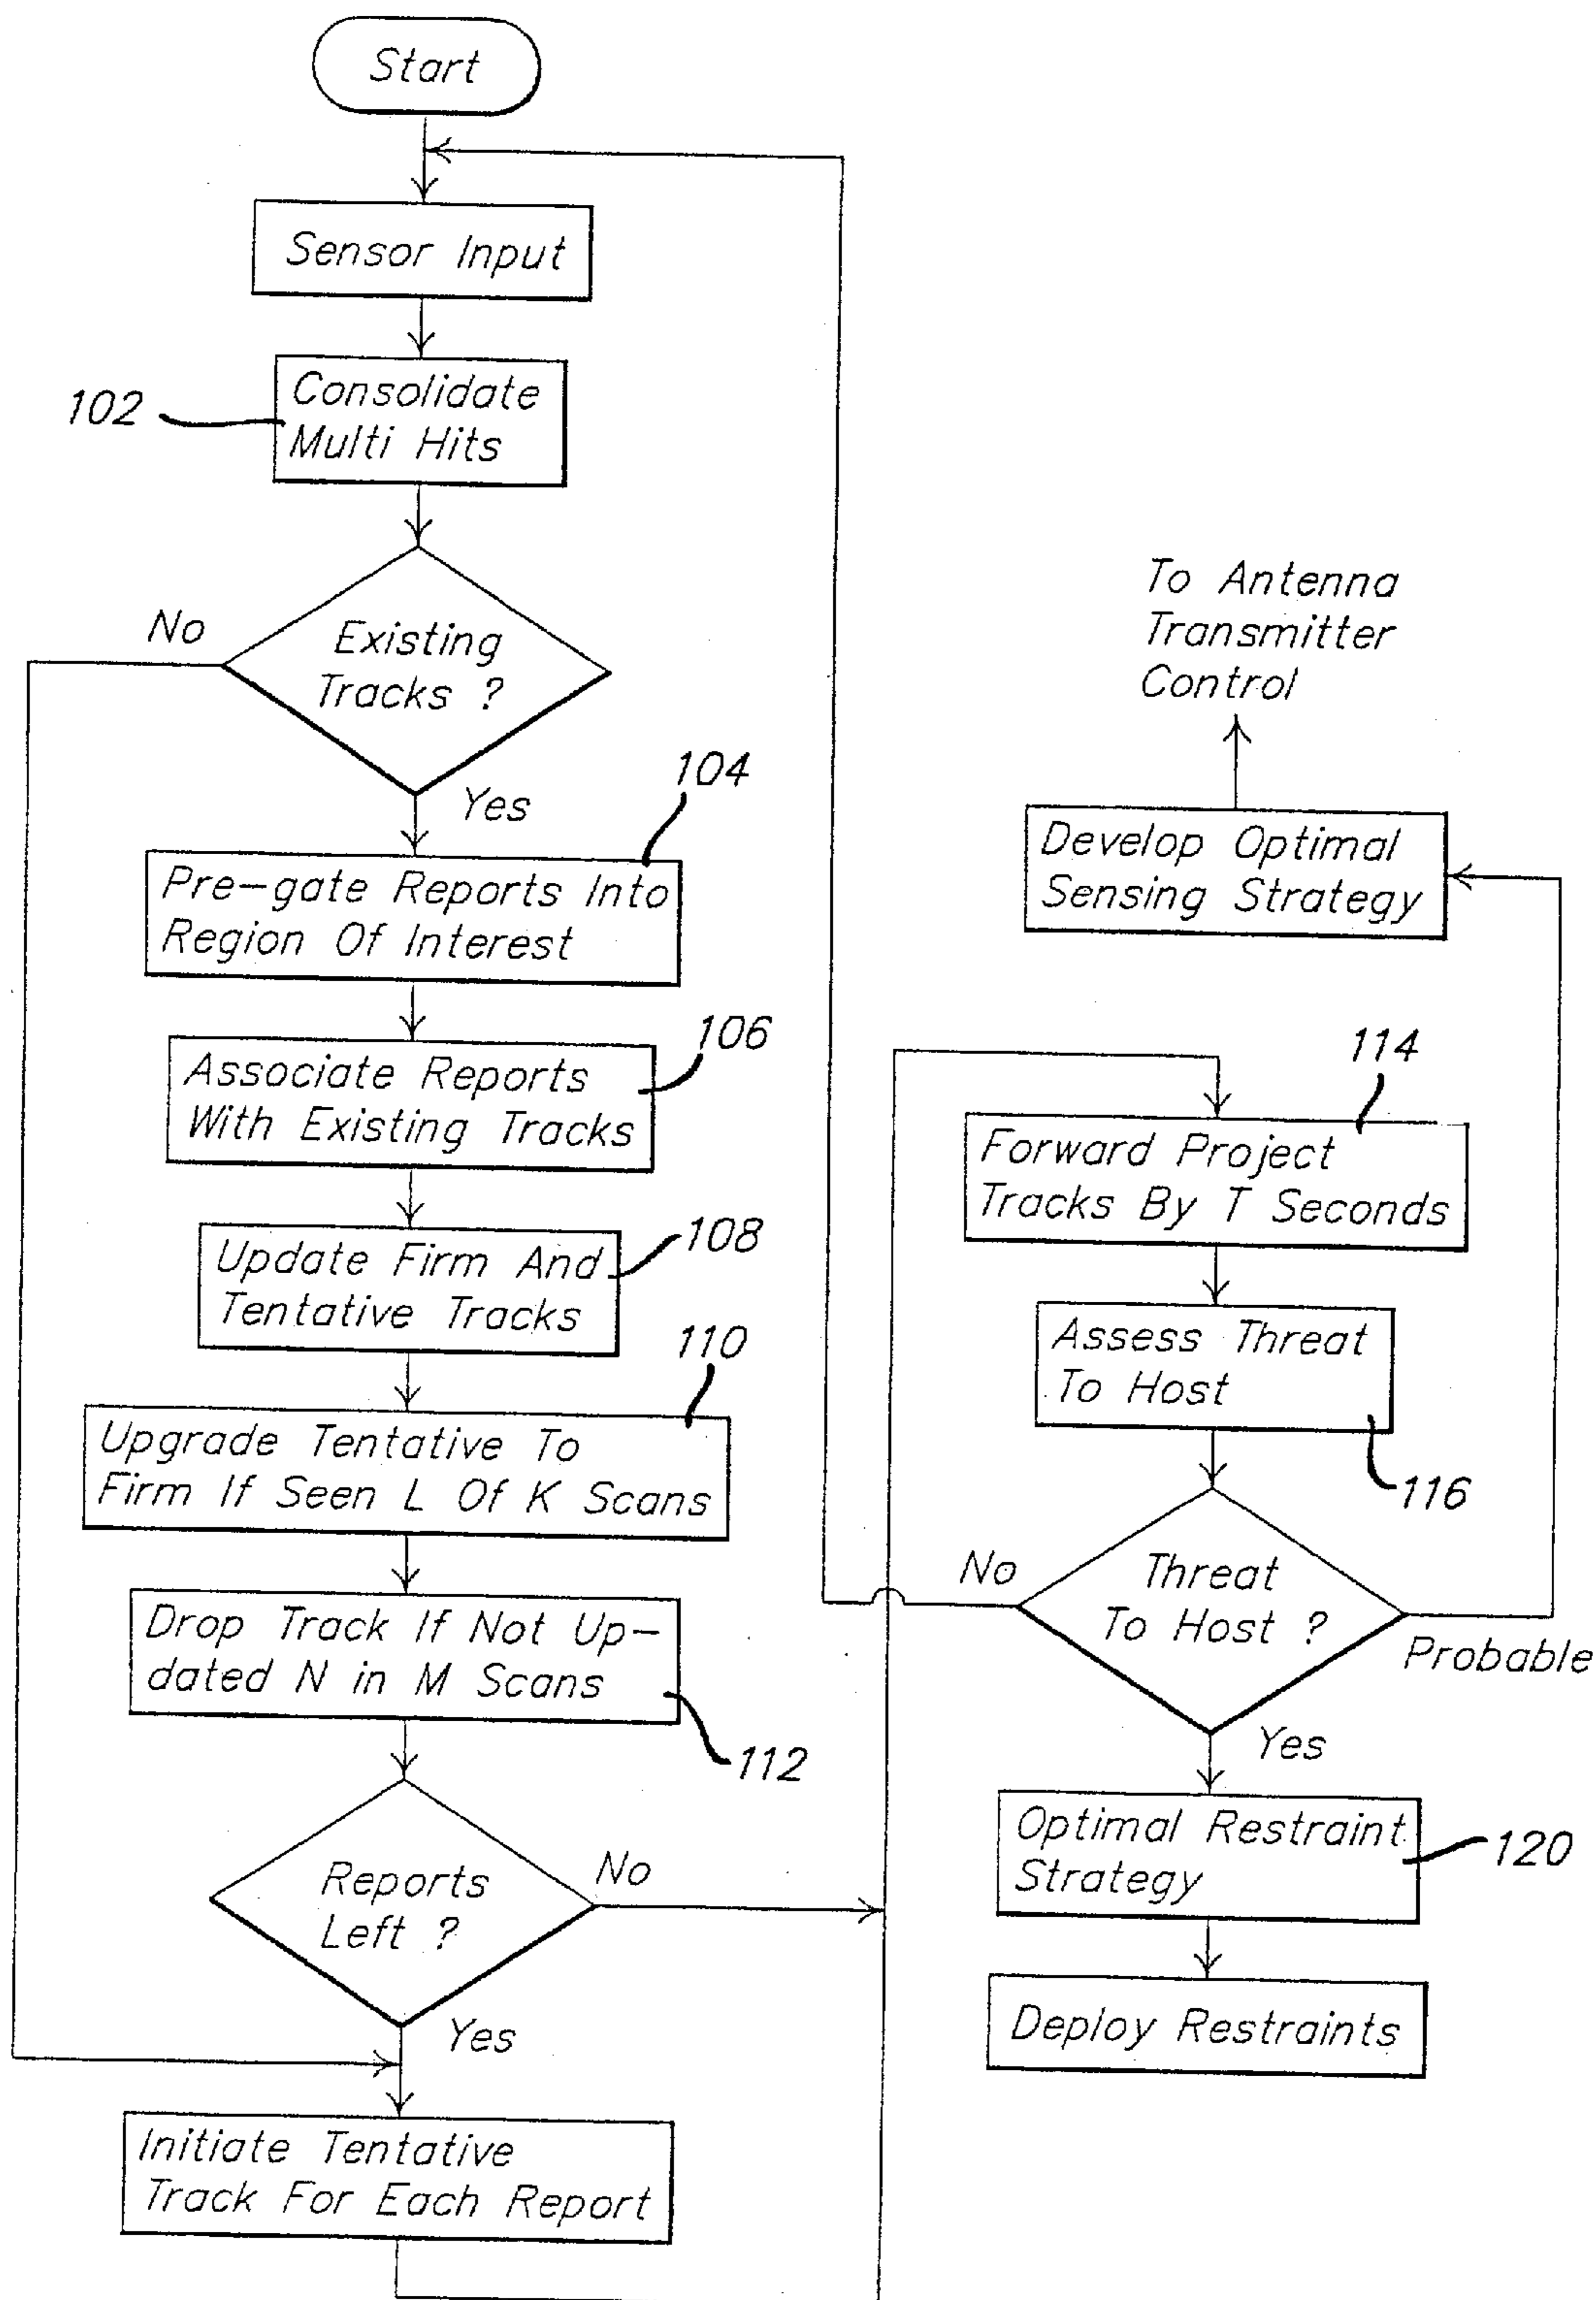 Start
Sensor Input
102
Consolidate
Multi Hits
No
Existing
Tracks ?
Yes
104
Pre-gate Reports Into
Region Of Interest
106
Associate Reports
With Existing Tracks
108
Update Firm And
Tentative Tracks
110
Upgrade Tentative To
Firm If Seen L Of K Scans
Drop Track If Not Up-
dated N in M Scans
112
Reports
Left ?
No
Yes
Initiate Tentative
Track For Each Report
To Antenna
Transmitter
Control
Develop Optimal
Sensing Strategy
114
Forward Project
Tracks By T Seconds
Assess Threat
To Host
116
No
Threat
To Host ?
Probable
Yes
Optimal Restraint
Strategy
120
Deploy Restraints